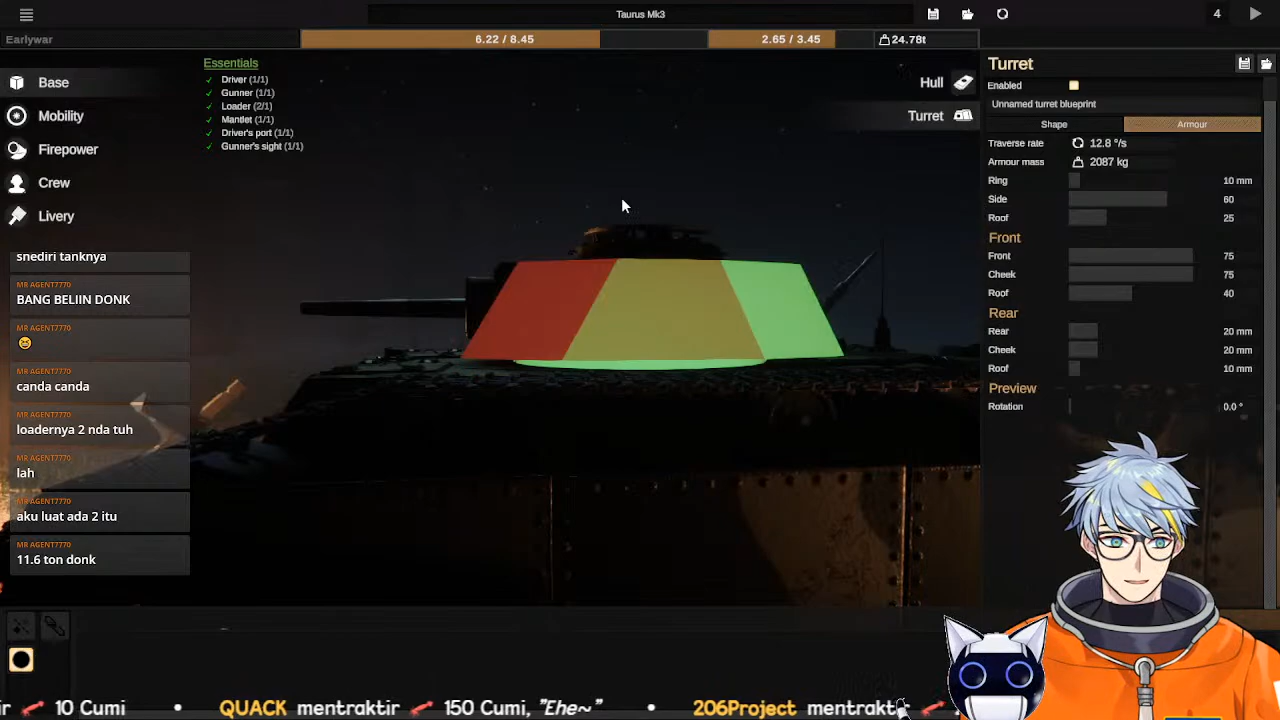 Taurus Mk3
4
Earlywar
6.22 / 8.45
2.65 / 3.45
24.78t
Base
Mobility
Firepower
Crew
Livery
Essentials
✓ Driver (1/1)
✓ Gunner (1/1)
✓ Loader (2/1)
✓ Mantlet (1/1)
✓ Driver's port (1/1)
✓ Gunner's sight (1/1)
Hull
Turret
Turret
Enabled
Unnamed turret blueprint
Shape
Armour
Traverse rate 12.8 °/s
Armour mass 2087 kg
Ring 10 mm
Side 60
Roof 25
Front
Front 75
Cheek 75
Roof 40
Rear
Rear 20 mm
Cheek 20 mm
Roof 10 mm
Preview
Rotation 0.0 °
snediri tanknya
MR AGENT7770
BANG BELIIN DONK
MR AGENT7770
MR AGENT7770
canda canda
MR AGENT7770
loadernya 2 nda tuh
MR AGENT7770
lah
MR AGENT7770
aku luat ada 2 itu
MR AGENT7770
11.6 ton donk
ir 10 Cumi • QUACK mentraktir 150 Cumi, "Ehe~" • 206Project mentrakt